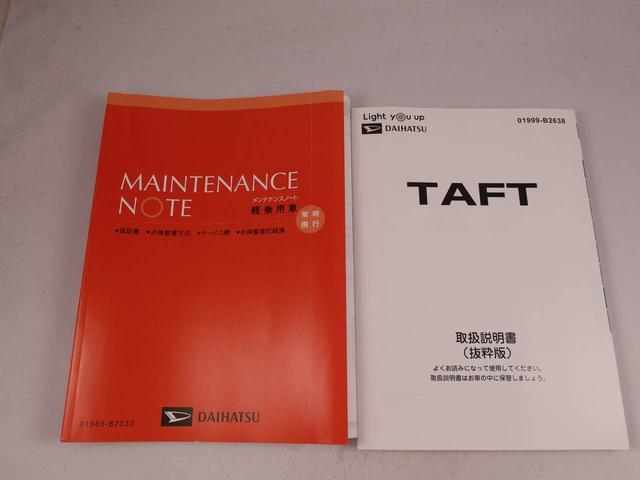 MAINTENANCE
NOTE
メンテナンスノート
軽乗用車
常時
携行
●保証書 ●点検整備方式 ●サービス網 ●点検整備記録簿
DAIHATSU
01989-B2032
Light you up
DAIHATSU
01999-B2638
TAFT
取扱説明書
(抜粋版)
よくお読みになって使用してください。
取扱説明書はお車の中に保管しましょう。